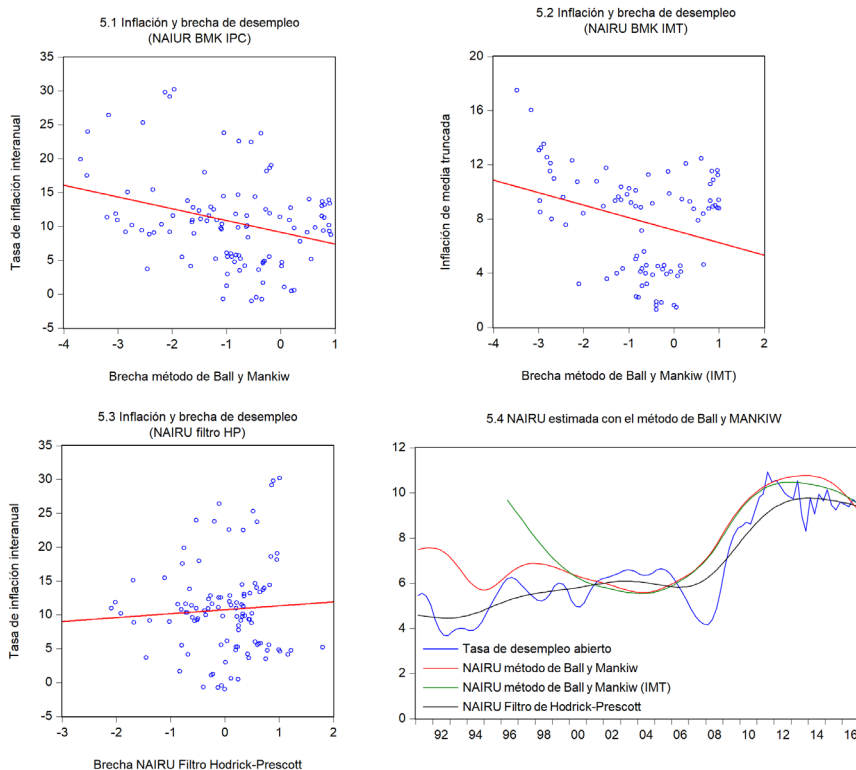 5.1 Inflación y brecha de desempleo
(NAIUR BMK IPC)
Tasa de inflación interanual
35
30
25
20
15
10
5
0
-5
-4 -3 -2 -1 0 1
Brecha método de Ball y Mankiw
5.2 Inflación y brecha de desempleo
(NAIRU BMK IMT)
Inflación de media truncada
20
16
12
8
4
0
-4 -3 -2 -1 0 1 2
Brecha método de Ball y Mankiw (IMT)
5.3 Inflación y brecha de desempleo
(NAIRU filtro HP)
Tasa de inflación interanual
35
30
25
20
15
10
5
0
-5
-3 -2 -1 0 1 2
Brecha NAIRU Filtro Hodrick-Prescott
5.4 NAIRU estimada con el método de Ball y MANKIW
12
10
8
6
4
2
0
Tasa de desempleo abierto
NAIRU método de Ball y Mankiw
NAIRU método de Ball y Mankiw (IMT)
NAIRU Filtro de Hodrick-Prescott
92 94 96 98 00 02 04 06 08 10 12 14 16